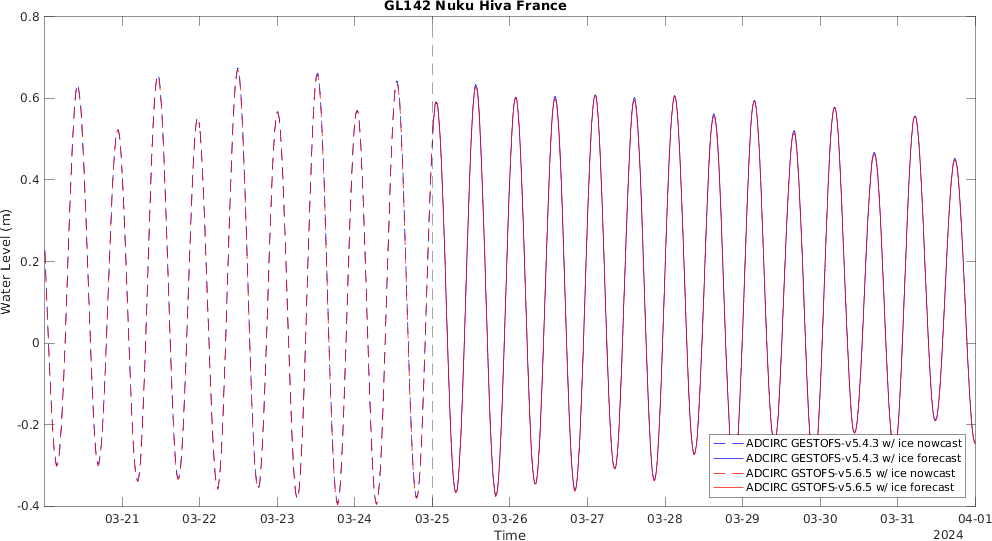 GL142 Nuku Hiva France
0.8
0.6
0.4
0.2
0
-0.2
-0.4
Water Level (m)
ADCIRC GESTOFS-v5.4.3 w/ ice nowcast
ADCIRC GESTOFS-v5.4.3 w/ ice forecast
ADCIRC GSTOFS-v5.6.5 w/ ice nowcast
ADCIRC GSTOFS-v5.6.5 w/ ice forecast
03-21 03-22 03-23 03-24 03-25 03-26 03-27 03-28 03-29 03-30 03-31 04-01
Time
2024